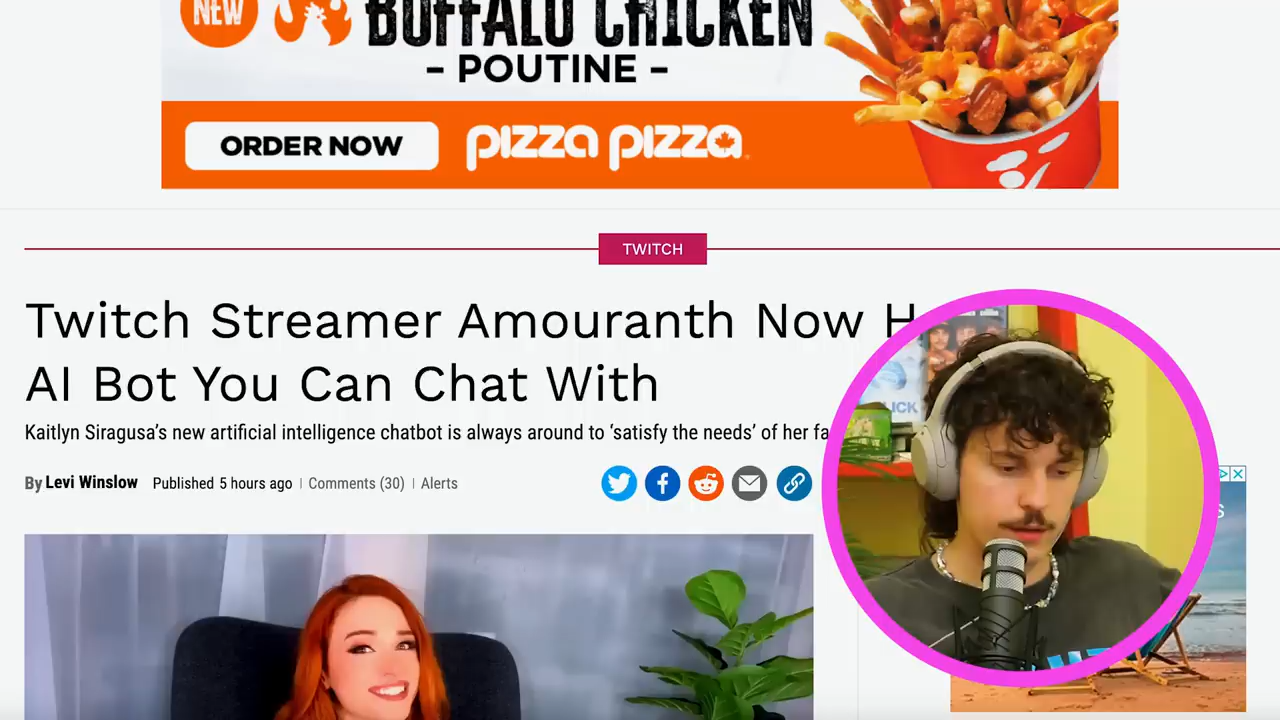 NEW
BUFFALO CHICKEN
- POUTINE -
ORDER NOW
pizza pizza
TWITCH
Twitch Streamer Amouranth Now H
AI Bot You Can Chat With
Kaitlyn Siragusa's new artificial intelligence chatbot is always around to 'satisfy the needs' of her fa
By Levi Winslow Published 5 hours ago | Comments (30) | Alerts
LICK
S